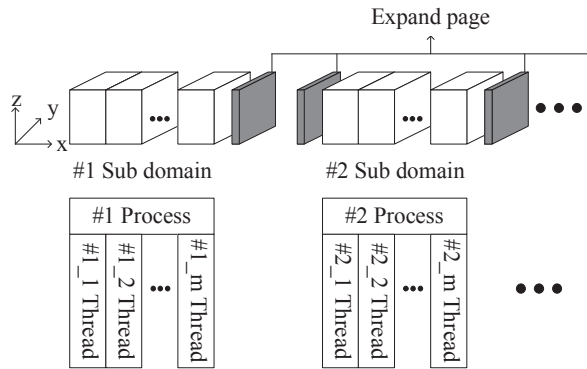 Expand page
z
y
x
#1 Sub domain
#2 Sub domain
#1 Process
#2 Process
#1_1 Thread
#1_2 Thread
#1_m Thread
#2_1 Thread
#2_2 Thread
#2_m Thread